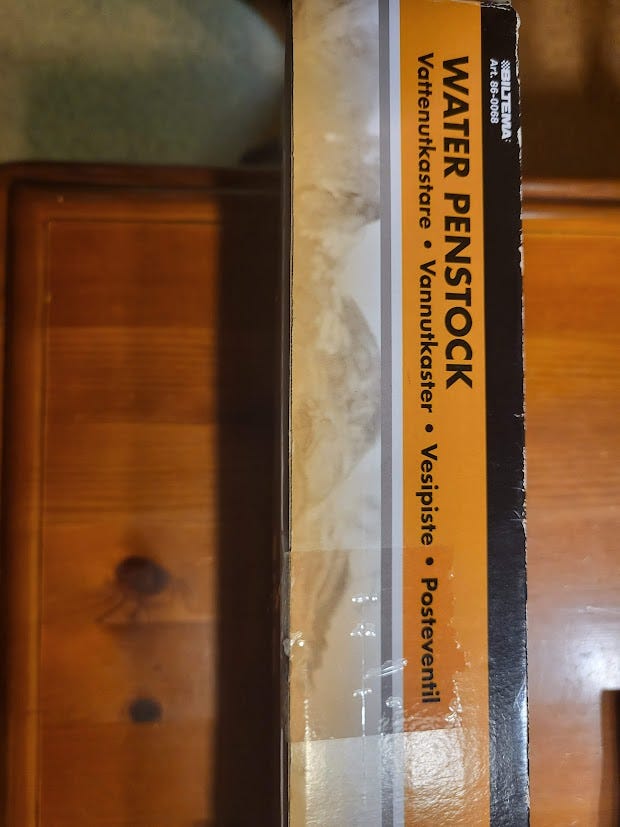 BILTEMA
Art. 86-0068
WATER PENSTOCK
Vattenutkastare • Vannutkaster • Vesipiste • Posteventil